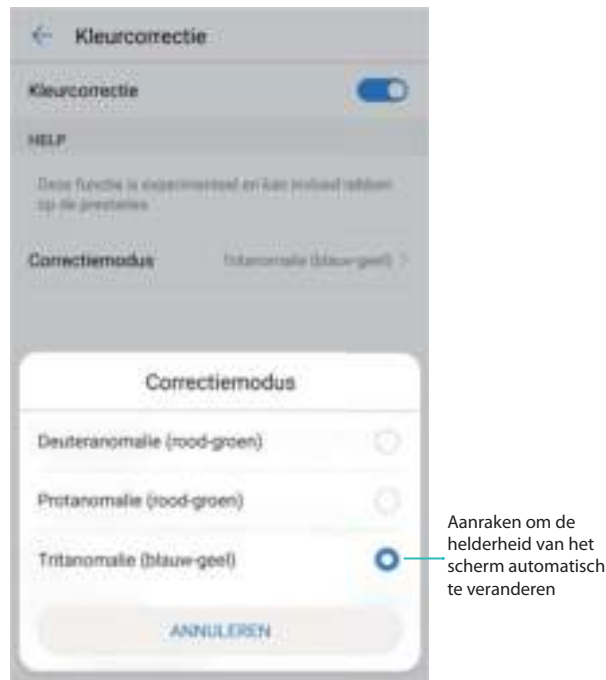 Kleurcorrectie
Kleurcorrectie
HELP
Deze functie is experimenteel en kan invloed hebben
op de prestaties
Correctiemodus Tritanomalie (blauw-geel)
Correctiemodus
Deuteranomalie (rood-groen)
Protanomalie (rood-groen)
Tritanomalie (blauw-geel)
ANNULEREN
Aanraken om de
helderheid van het
scherm automatisch
te veranderen